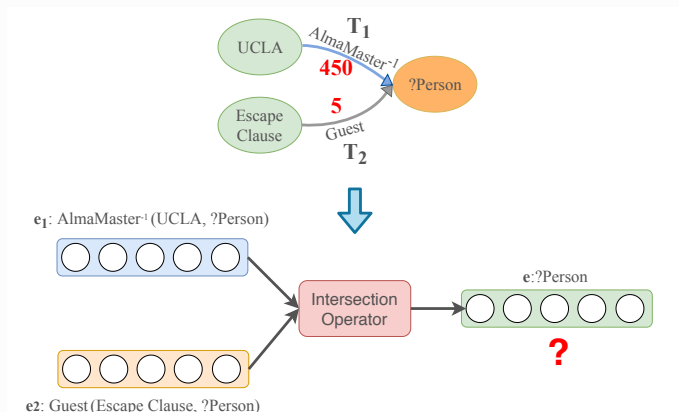 T₁
UCLA
AlmaMaster⁻¹
450
?Person
5
Escape
Clause
Guest
T₂
e₁: AlmaMaster⁻¹(UCLA, ?Person)
e:?Person
Intersection
Operator
?
e2: Guest(Escape Clause, ?Person)